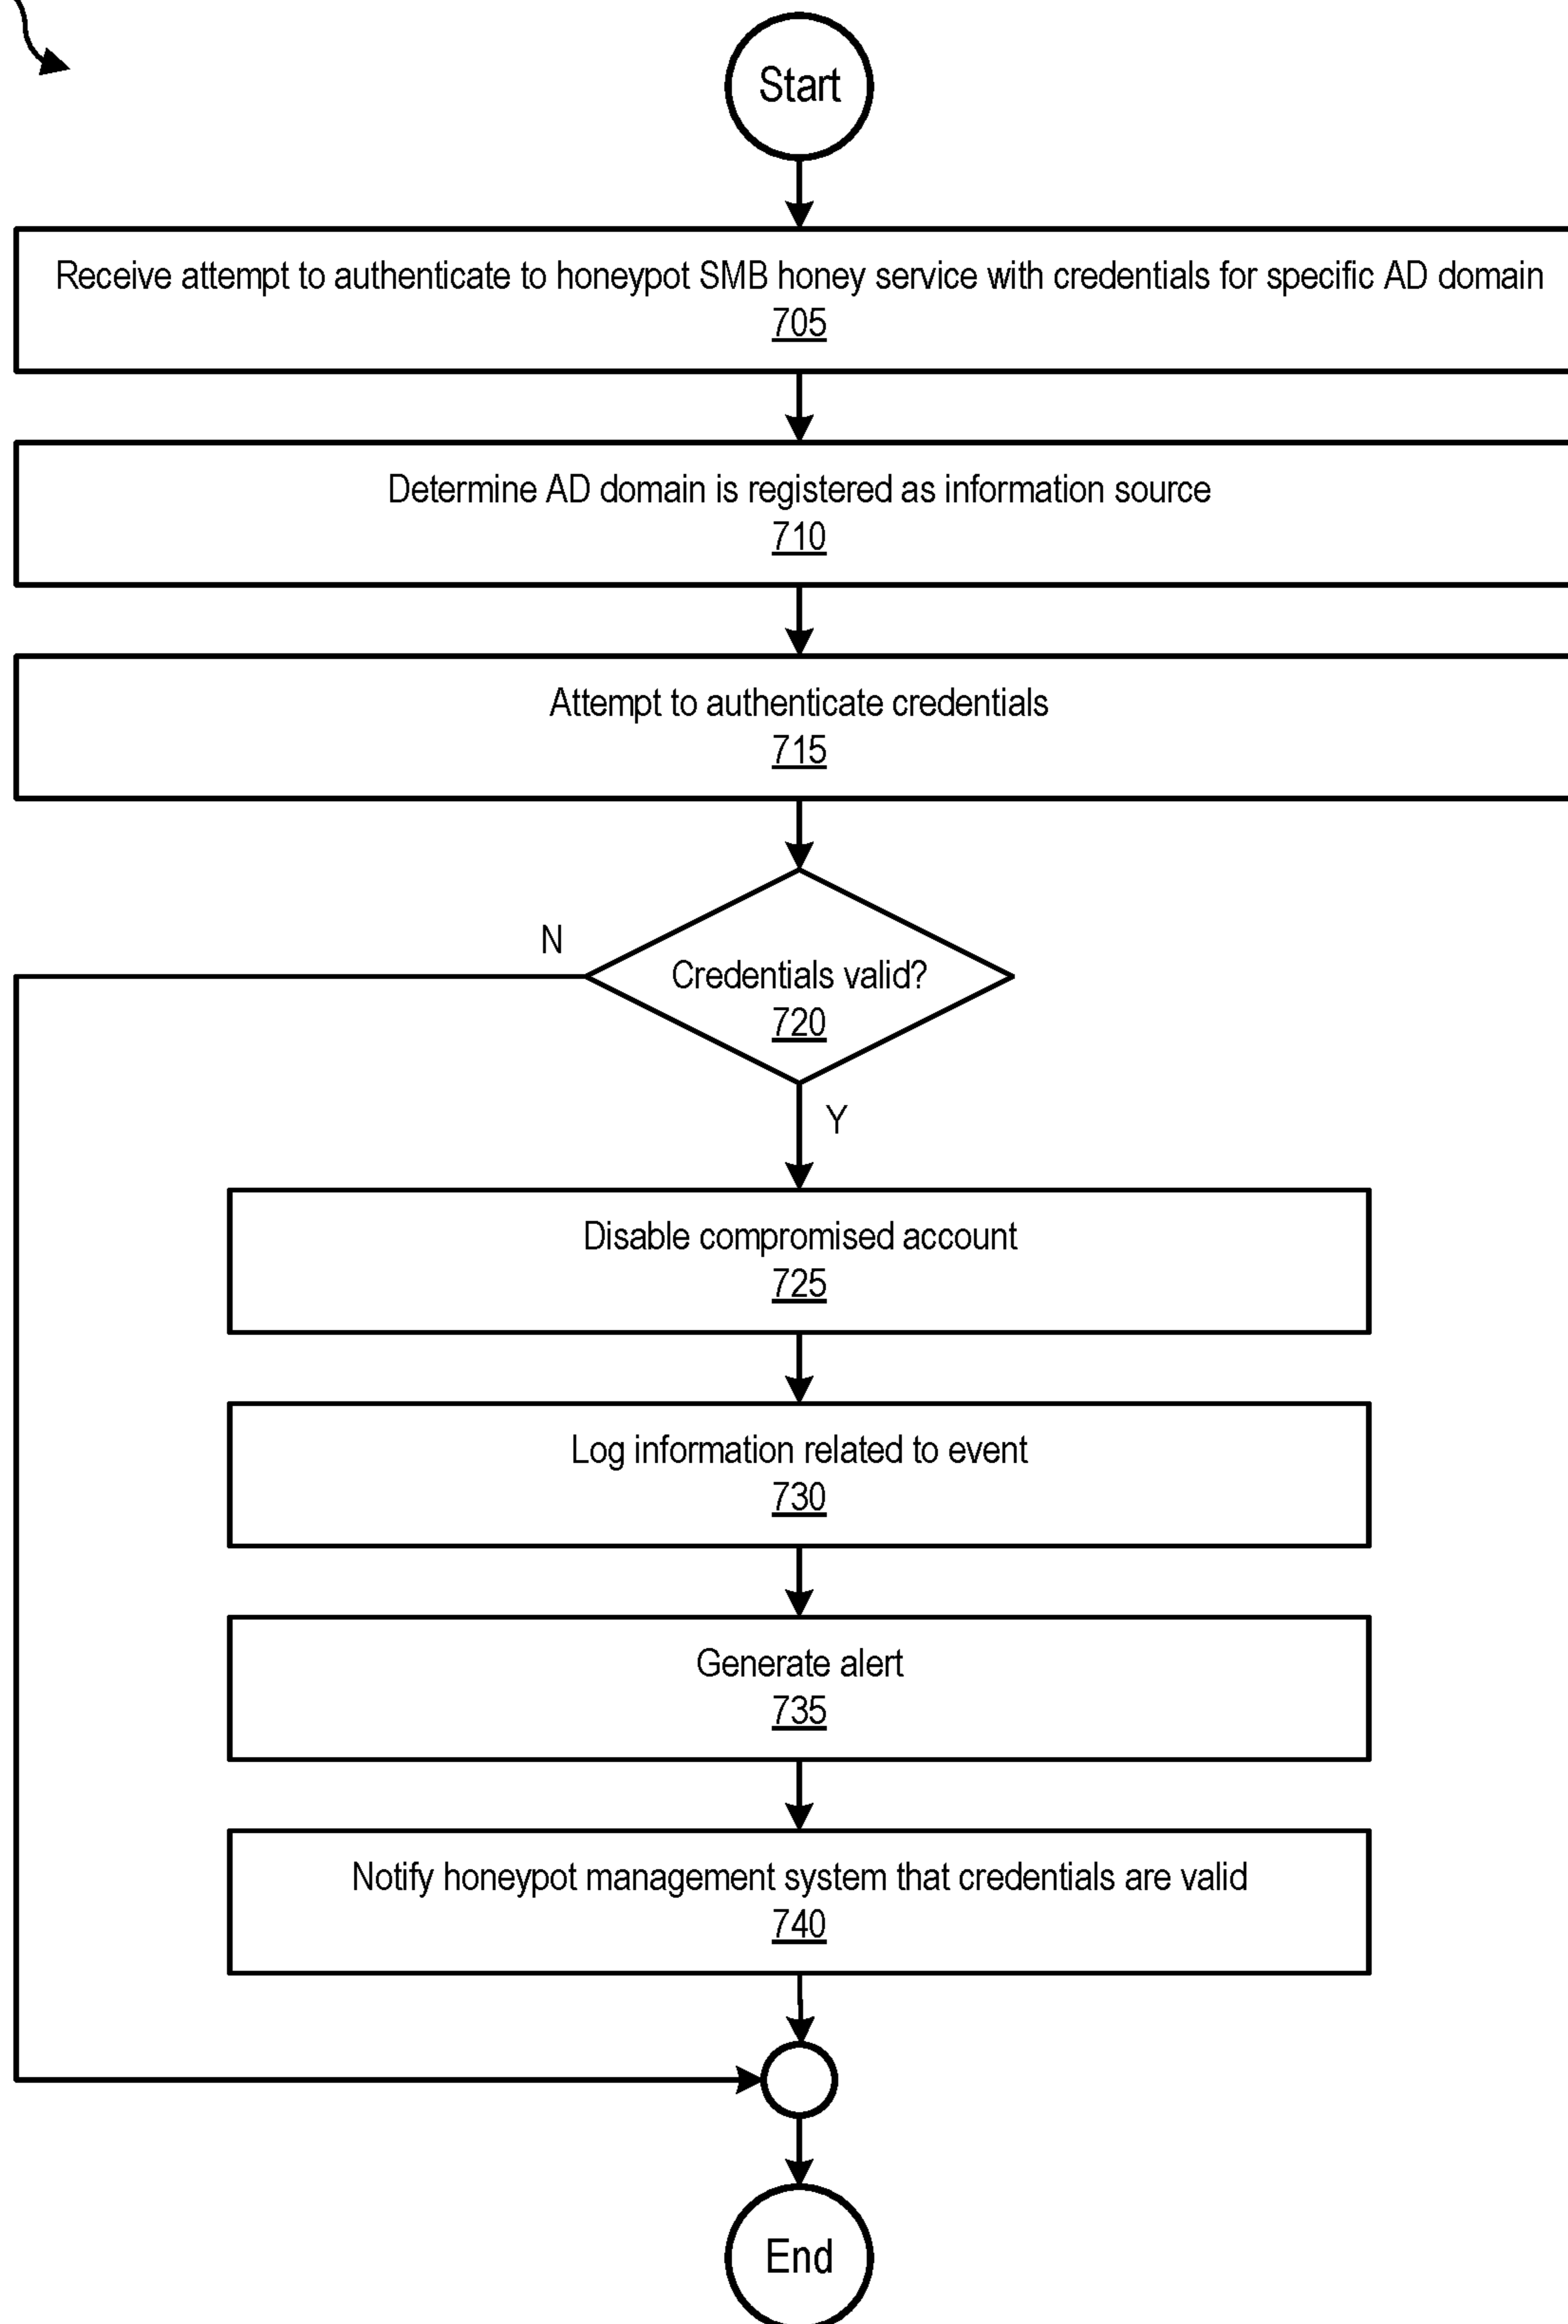 Start
Receive attempt to authenticate to honeypot SMB honey service with credentials for specific AD domain
705
Determine AD domain is registered as information source
710
Attempt to authenticate credentials
715
N
Credentials valid?
720
Y
Disable compromised account
725
Log information related to event
730
Generate alert
735
Notify honeypot management system that credentials are valid
740
End